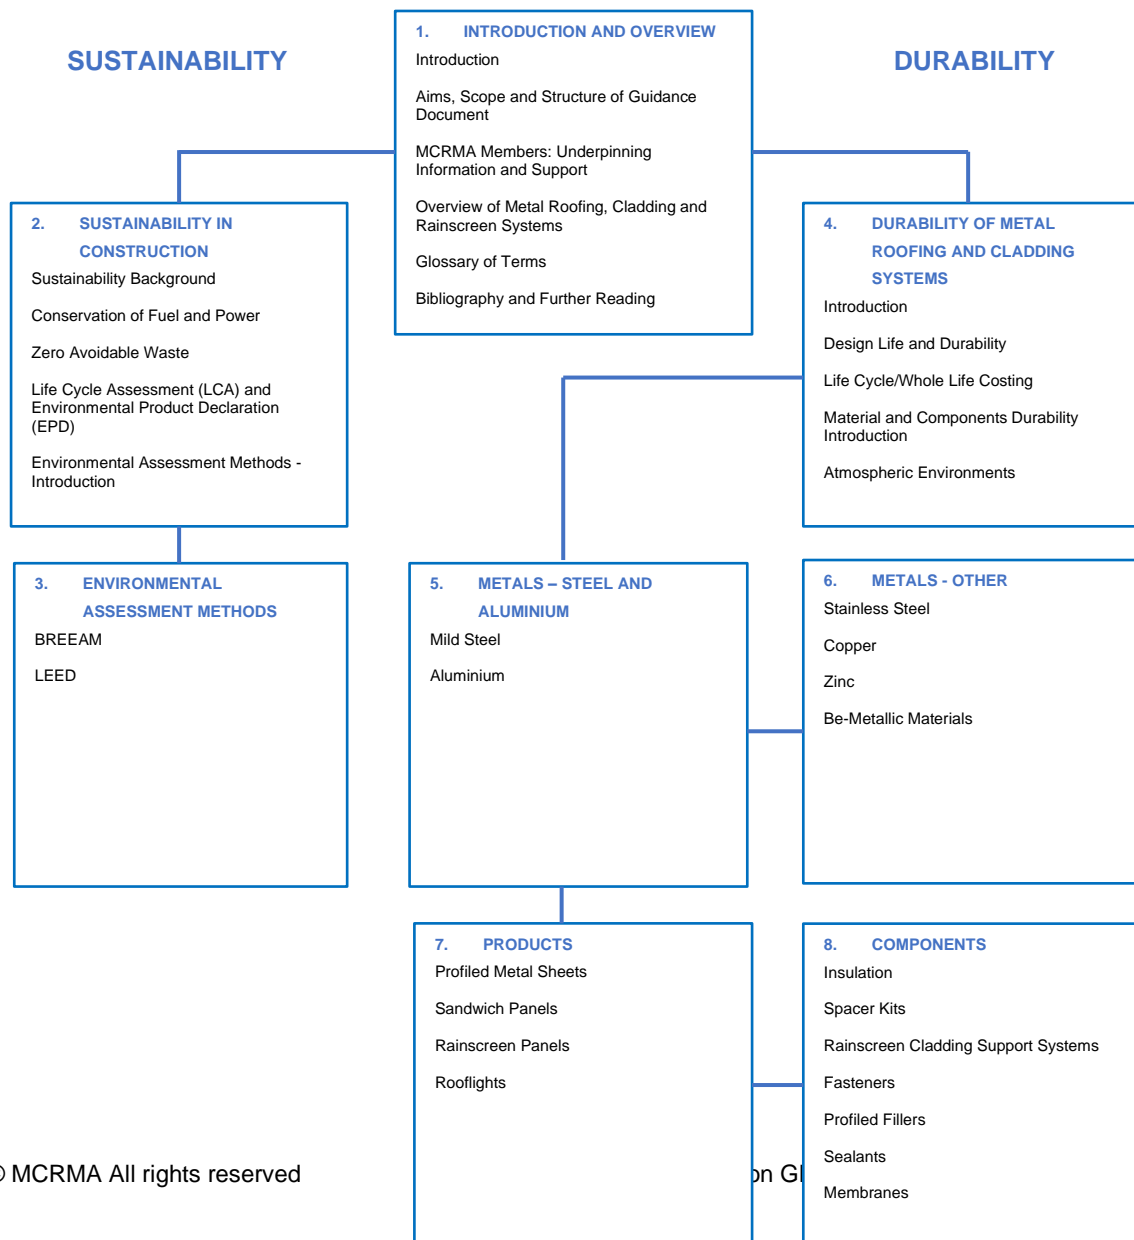 SUSTAINABILITY
DURABILITY
1. INTRODUCTION AND OVERVIEW
Introduction
Aims, Scope and Structure of Guidance
Document
MCRMA Members: Underpinning
Information and Support
Overview of Metal Roofing, Cladding and
Rainscreen Systems
Glossary of Terms
Bibliography and Further Reading
2. SUSTAINABILITY IN
CONSTRUCTION
Sustainability Background
Conservation of Fuel and Power
Zero Avoidable Waste
Life Cycle Assessment (LCA) and
Environmental Product Declaration
(EPD)
Environmental Assessment Methods -
Introduction
4. DURABILITY OF METAL
ROOFING AND CLADDING
SYSTEMS
Introduction
Design Life and Durability
Life Cycle/Whole Life Costing
Material and Components Durability
Introduction
Atmospheric Environments
3. ENVIRONMENTAL
ASSESSMENT METHODS
BREEAM
LEED
5. METALS – STEEL AND
ALUMINIUM
Mild Steel
Aluminium
6. METALS - OTHER
Stainless Steel
Copper
Zinc
Be-Metallic Materials
7. PRODUCTS
Profiled Metal Sheets
Sandwich Panels
Rainscreen Panels
Rooflights
8. COMPONENTS
Insulation
Spacer Kits
Rainscreen Cladding Support Systems
Fasteners
Profiled Fillers
Sealants
Membranes
© MCRMA All rights reserved